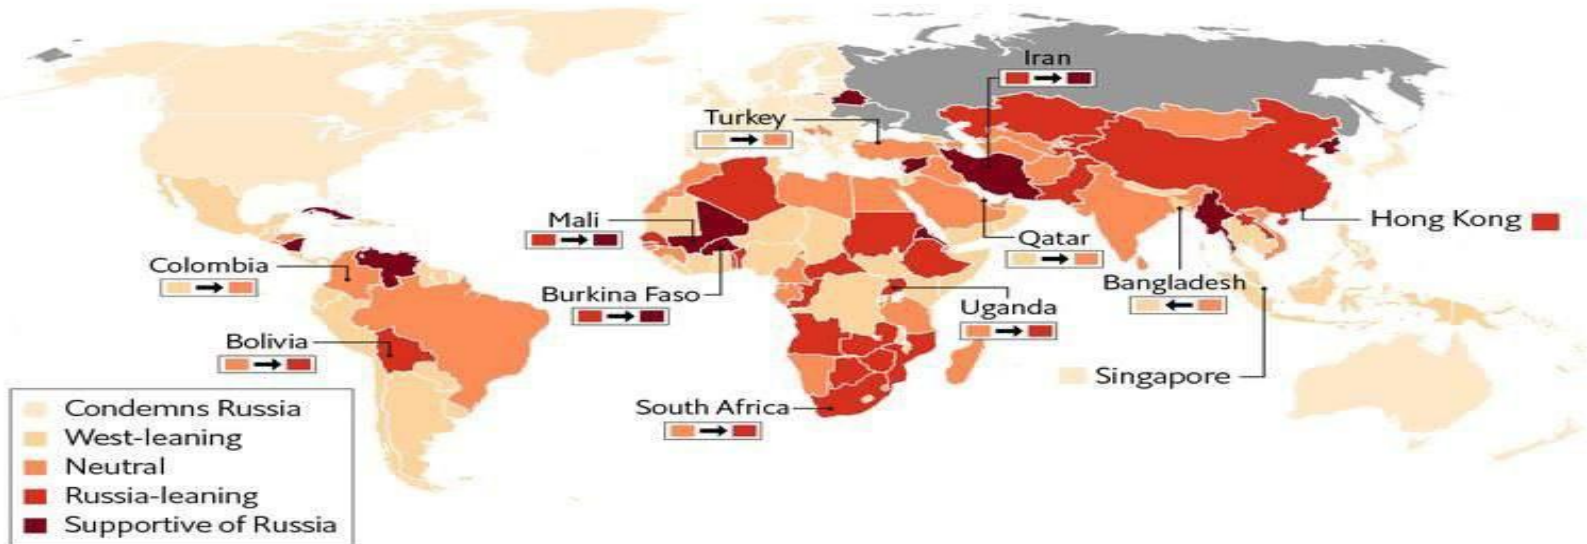 Iran
Turkey
Mali
Hong Kong
Qatar
Colombia
Bangladesh
Burkina Faso
Uganda
Bolivia
Singapore
South Africa
Condemns Russia
West-leaning
Neutral
Russia-leaning
Supportive of Russia